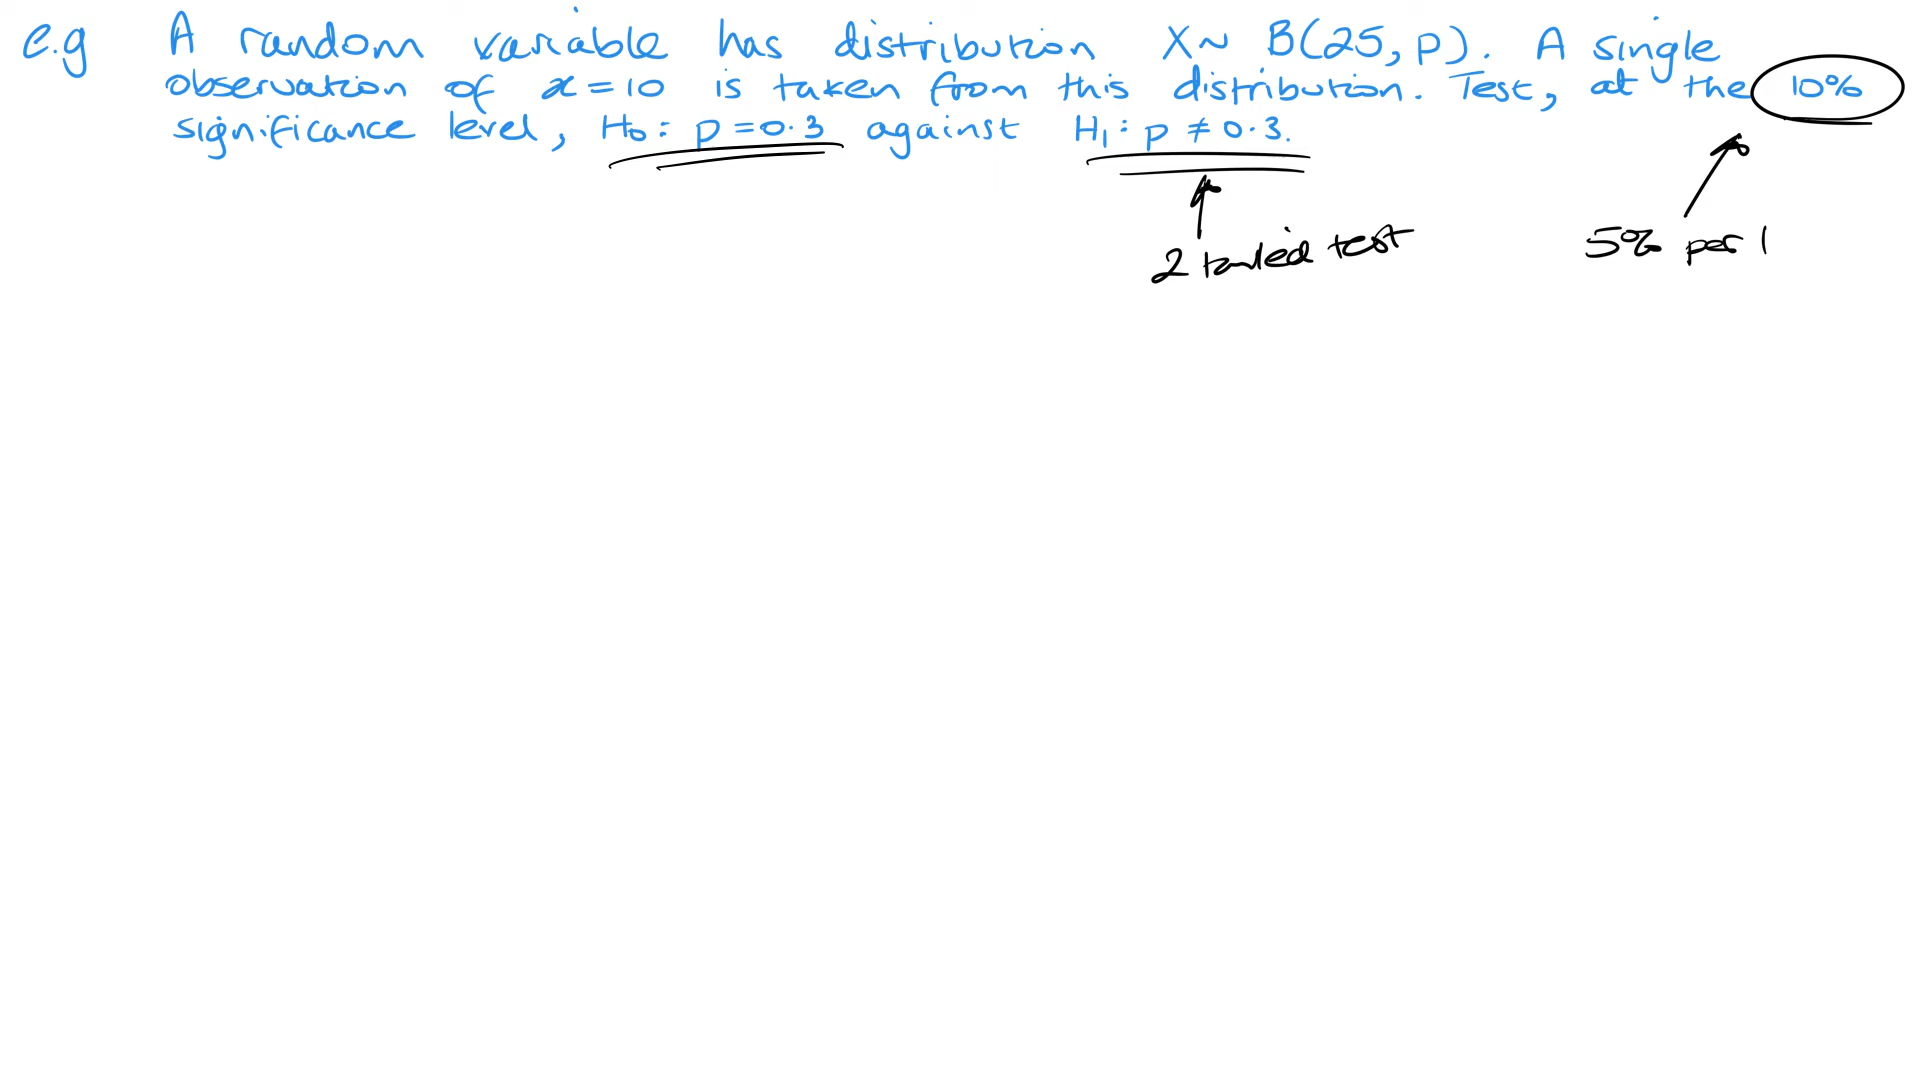 e.g A random variable has distribution X~ B(25, p). A single
observation of x = 10 is taken from this distribution. Test, at the 10%
significance level, H₀: p = 0.3 against H₁: p ≠ 0.3.
2 tailed test 5% per